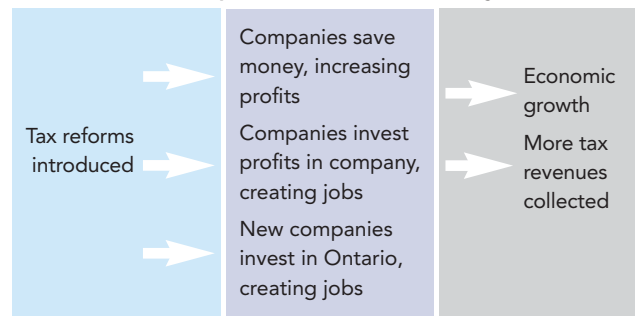 Tax reforms
introduced
Companies save
money, increasing
profits
Companies invest
profits in company,
creating jobs
New companies
invest in Ontario,
creating jobs
Economic
growth
More tax
revenues
collected